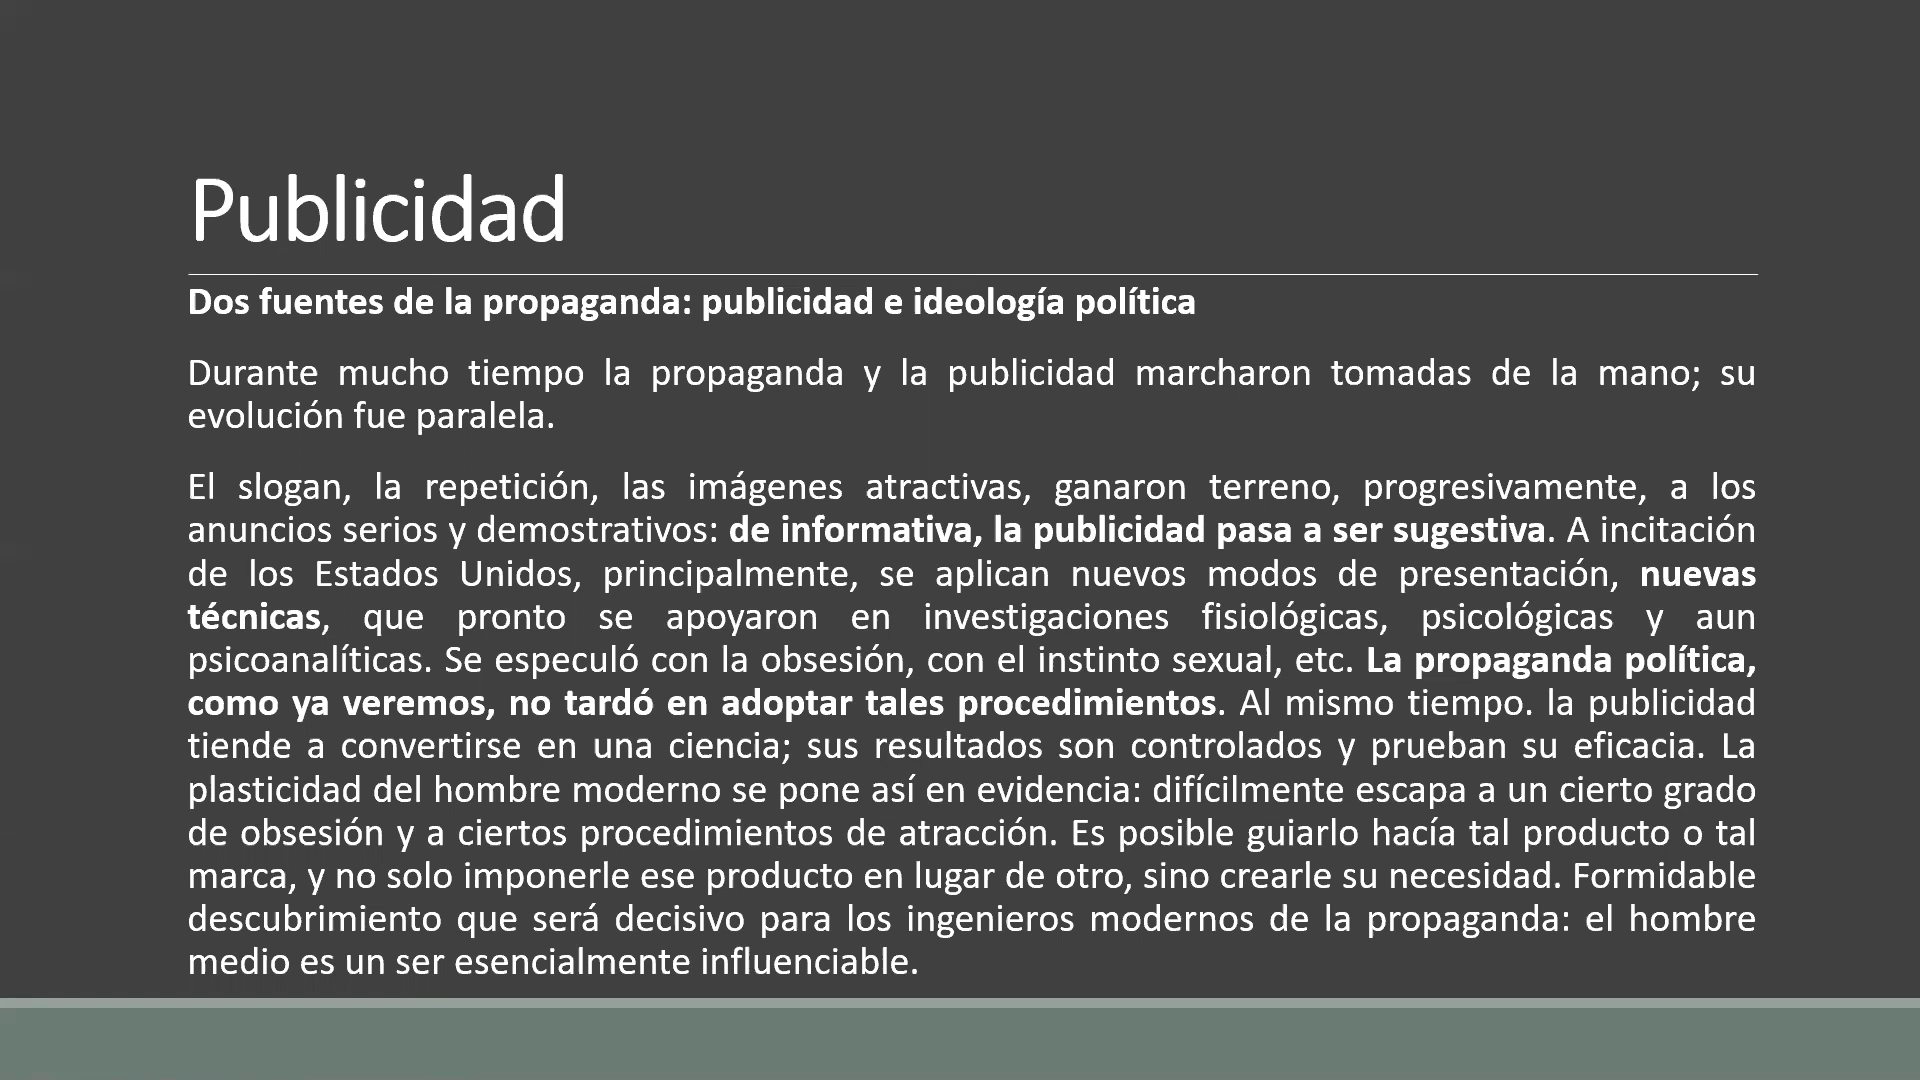 Publicidad
Dos fuentes de la propaganda: publicidad e ideología política
Durante mucho tiempo la propaganda y la publicidad marcharon tomadas de la mano; su
evolución fue paralela.
El slogan, la repetición, las imágenes atractivas, ganaron terreno, progresivamente, a los
anuncios serios y demostrativos: de informativa, la publicidad pasa a ser sugestiva. A incitación
de los Estados Unidos, principalmente, se aplican nuevos modos de presentación, nuevas
técnicas, que pronto se apoyaron en investigaciones fisiológicas, psicológicas y aun
psicoanalíticas. Se especuló con la obsesión, con el instinto sexual, etc. La propaganda política,
como ya veremos, no tardó en adoptar tales procedimientos. Al mismo tiempo. la publicidad
tiende a convertirse en una ciencia; sus resultados son controlados y prueban su eficacia. La
plasticidad del hombre moderno se pone así en evidencia: difícilmente escapa a un cierto grado
de obsesión y a ciertos procedimientos de atracción. Es posible guiarlo hacía tal producto o tal
marca, y no solo imponerle ese producto en lugar de otro, sino crearle su necesidad. Formidable
descubrimiento que será decisivo para los ingenieros modernos de la propaganda: el hombre
medio es un ser esencialmente influenciable.